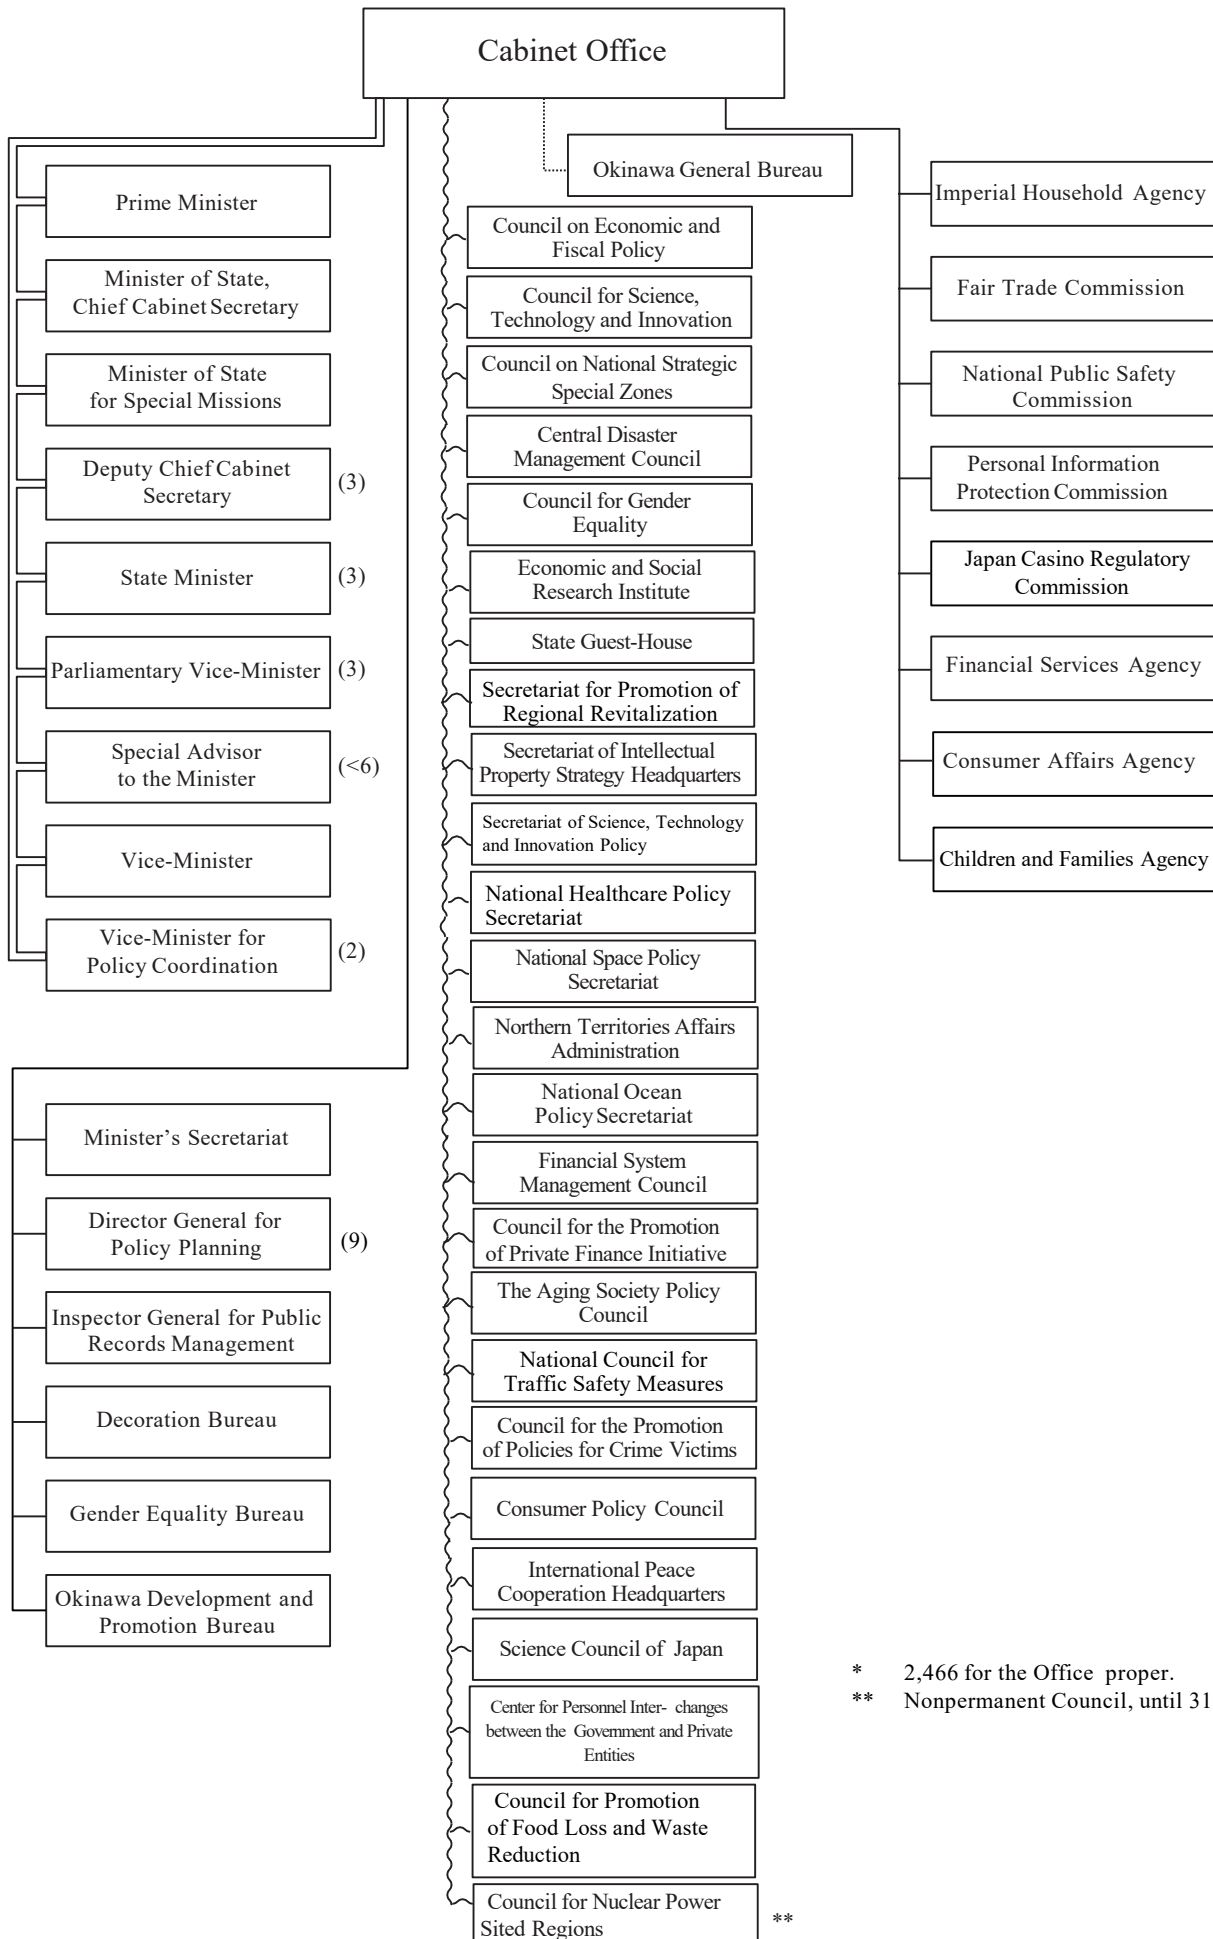 Cabinet Office
Prime Minister
Minister of State,
Chief Cabinet Secretary
Minister of State
for Special Missions
Deputy Chief Cabinet
Secretary
(3)
State Minister
(3)
Parliamentary Vice-Minister
(3)
Special Advisor
to the Minister
(<6)
Vice-Minister
Vice-Minister for
Policy Coordination
(2)
Minister’s Secretariat
Director General for
Policy Planning
(9)
Inspector General for Public
Records Management
Decoration Bureau
Gender Equality Bureau
Okinawa Development and
Promotion Bureau
Okinawa General Bureau
Council on Economic and
Fiscal Policy
Council for Science,
Technology and Innovation
Council on National Strategic
Special Zones
Central Disaster
Management Council
Council for Gender
Equality
Economic and Social
Research Institute
State Guest-House
Secretariat for Promotion of
Regional Revitalization
Secretariat of Intellectual
Property Strategy Headquarters
Secretariat of Science, Technology
and Innovation Policy
National Healthcare Policy
Secretariat
National Space Policy
Secretariat
Northern Territories Affairs
Administration
National Ocean
Policy Secretariat
Financial System
Management Council
Council for the Promotion
of Private Finance Initiative
The Aging Society Policy
Council
National Council for
Traffic Safety Measures
Council for the Promotion
of Policies for Crime Victims
Consumer Policy Council
International Peace
Cooperation Headquarters
Science Council of Japan
Center for Personnel Inter- changes
between the Government and Private
Entities
Council for Promotion
of Food Loss and Waste
Reduction
Council for Nuclear Power
Sited Regions
**
Imperial Household Agency
Fair Trade Commission
National Public Safety
Commission
Personal Information
Protection Commission
Japan Casino Regulatory
Commission
Financial Services Agency
Consumer Affairs Agency
Children and Families Agency
* 2,466 for the Office proper.
** Nonpermanent Council, until 31